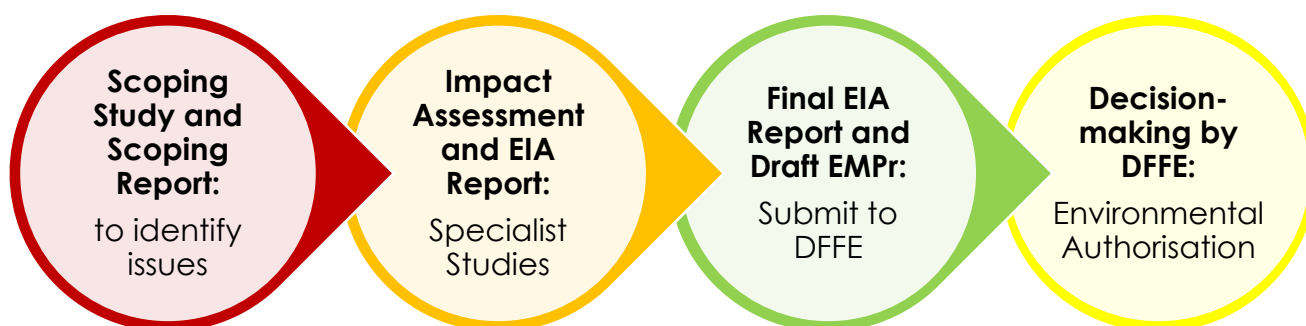 Scoping
Study and
Scoping
Report:
to identify
issues
Impact
Assessment
and EIA
Report:
Specialist
Studies
Final EIA
Report and
Draft EMPr:
Submit to
DFFE
Decision-
making by
DFFE:
Environmental
Authorisation